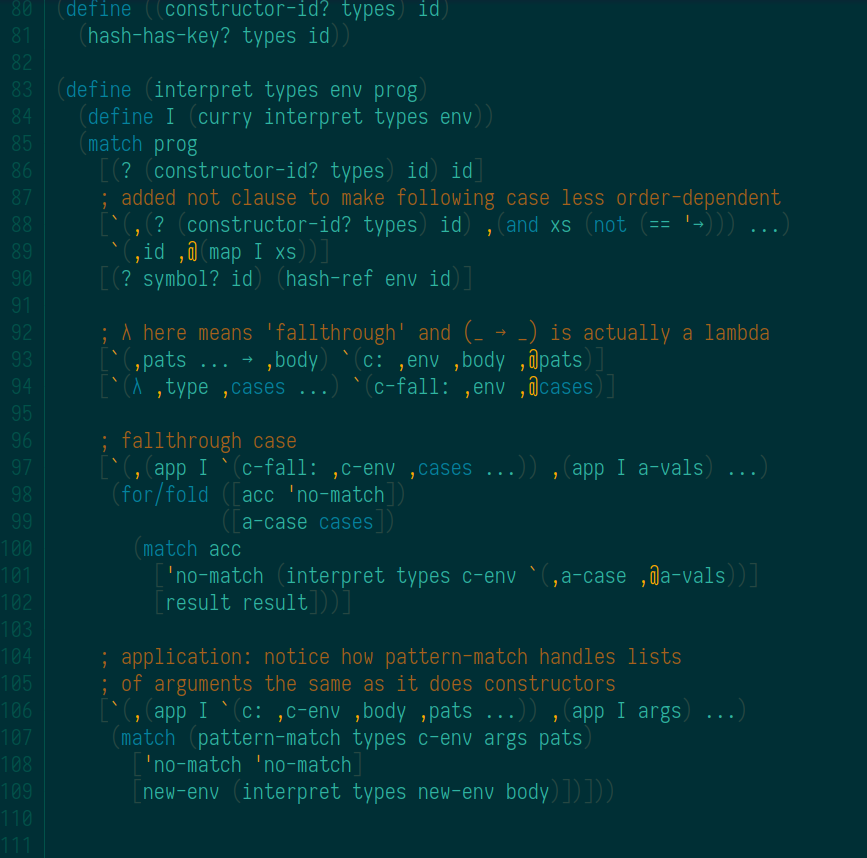 80 (define ((constructor-id? types) id)
81   (hash-has-key? types id))
82
83 (define (interpret types env prog)
84   (define I (curry interpret types env))
85   (match prog
86     [(? (constructor-id? types) id) id]
87     ; added not clause to make following case less order-dependent
88     [`(,(? (constructor-id? types) id) ,(and xs (not (== '→))) ...)
89      `(,id ,@(map I xs))]
90     [(? symbol? id) (hash-ref env id)]
91
92     ; λ here means 'fallthrough' and (_ → _) is actually a lambda
93     [`(,pats ... → ,body) `(c: ,env ,body ,@pats)]
94     [`(λ ,type ,cases ...) `(c-fall: ,env ,@cases)]
95
96     ; fallthrough case
97     [`(,(app I `(c-fall: ,c-env ,cases ...)) ,(app I a-vals) ...)
98      (for/fold ([acc 'no-match])
99                ([a-case cases])
100        (match acc
101          ['no-match (interpret types c-env `(,a-case ,@a-vals))]
102          [result result]))]
103
104     ; application: notice how pattern-match handles lists
105     ; of arguments the same as it does constructors
106     [`(,(app I `(c: ,c-env ,body ,pats ...)) ,(app I args) ...)
107      (match (pattern-match types c-env args pats)
108        ['no-match 'no-match]
109        [new-env (interpret types new-env body)])]))
110
111